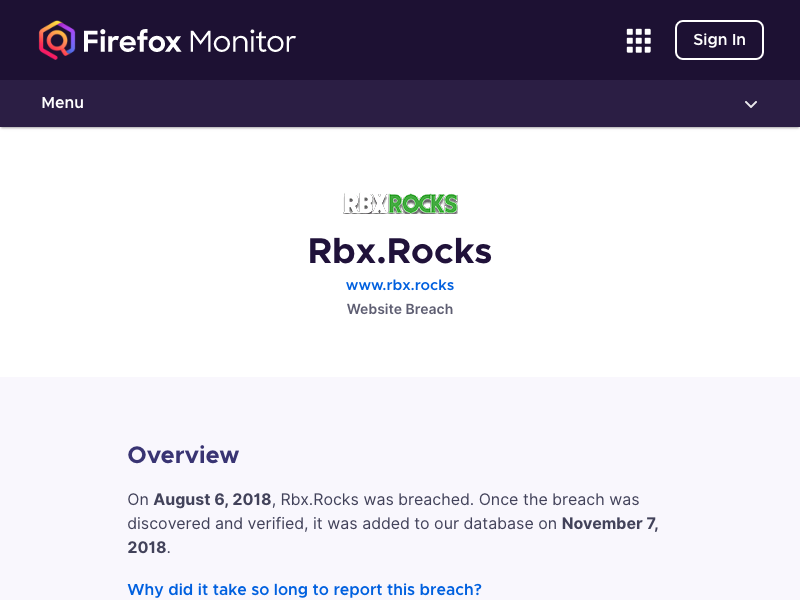 Firefox Monitor
Sign In
Menu
RBXROCKS
Rbx.Rocks
www.rbx.rocks
Website Breach
Overview
On August 6, 2018, Rbx.Rocks was breached. Once the breach was
discovered and verified, it was added to our database on November 7,
2018.
Why did it take so long to report this breach?